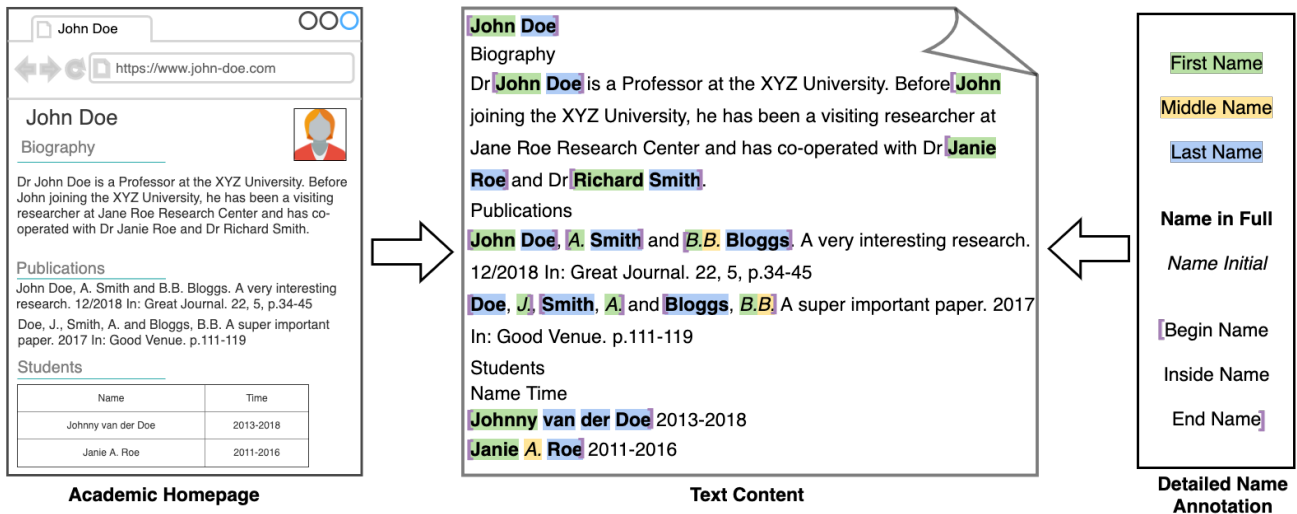 John Doe
https://www.john-doe.com
John Doe
Biography
Dr John Doe is a Professor at the XYZ University. Before
John joining the XYZ University, he has been a visiting
researcher at Jane Roe Research Center and has co-
operated with Dr Janie Roe and Dr Richard Smith.
Publications
John Doe, A. Smith and B.B. Bloggs. A very interesting
research. 12/2018 In: Great Journal. 22, 5, p.34-45
Doe, J., Smith, A. and Bloggs, B.B. A super important
paper. 2017 In: Good Venue. p.111-119
Students
Name Time
Johnny van der Doe 2013-2018
Janie A. Roe 2011-2016
Academic Homepage
[John Doe]
Biography
Dr [John Doe] is a Professor at the XYZ University. Before [John
joining the XYZ University, he has been a visiting researcher at
Jane Roe Research Center and has co-operated with Dr [Janie
Roe] and Dr [Richard Smith].
Publications
[John Doe], [A. Smith] and [B.B. Bloggs]. A very interesting research.
12/2018 In: Great Journal. 22, 5, p.34-45
[Doe, J.], [Smith, A.] and [Bloggs, B.B.] A super important paper. 2017
In: Good Venue. p.111-119
Students
Name Time
[Johnny van der Doe] 2013-2018
[Janie A. Roe] 2011-2016
Text Content
First Name
Middle Name
Last Name
Name in Full
Name Initial
[Begin Name
Inside Name
End Name]
Detailed Name
Annotation